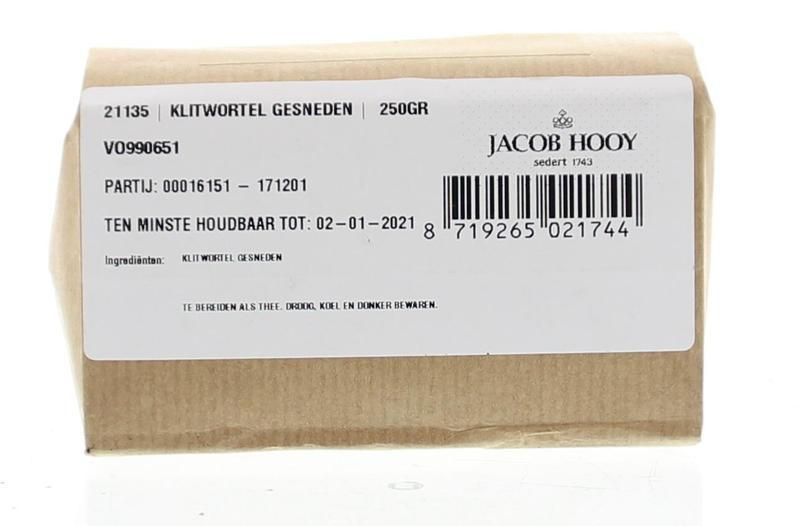 21135 | KLITWORTEL GESNEDEN | 250GR
JACOB HOOY
sedert 1743
VO990651
PARTIJ: 00016151 – 171201
TEN MINSTE HOUDBAAR TOT: 02-01-2021
8 719265 021744
Ingrediënten: KLITWORTEL GESNEDEN
TE BEREIDEN ALS THEE. DROOG, KOEL EN DONKER BEWAREN.